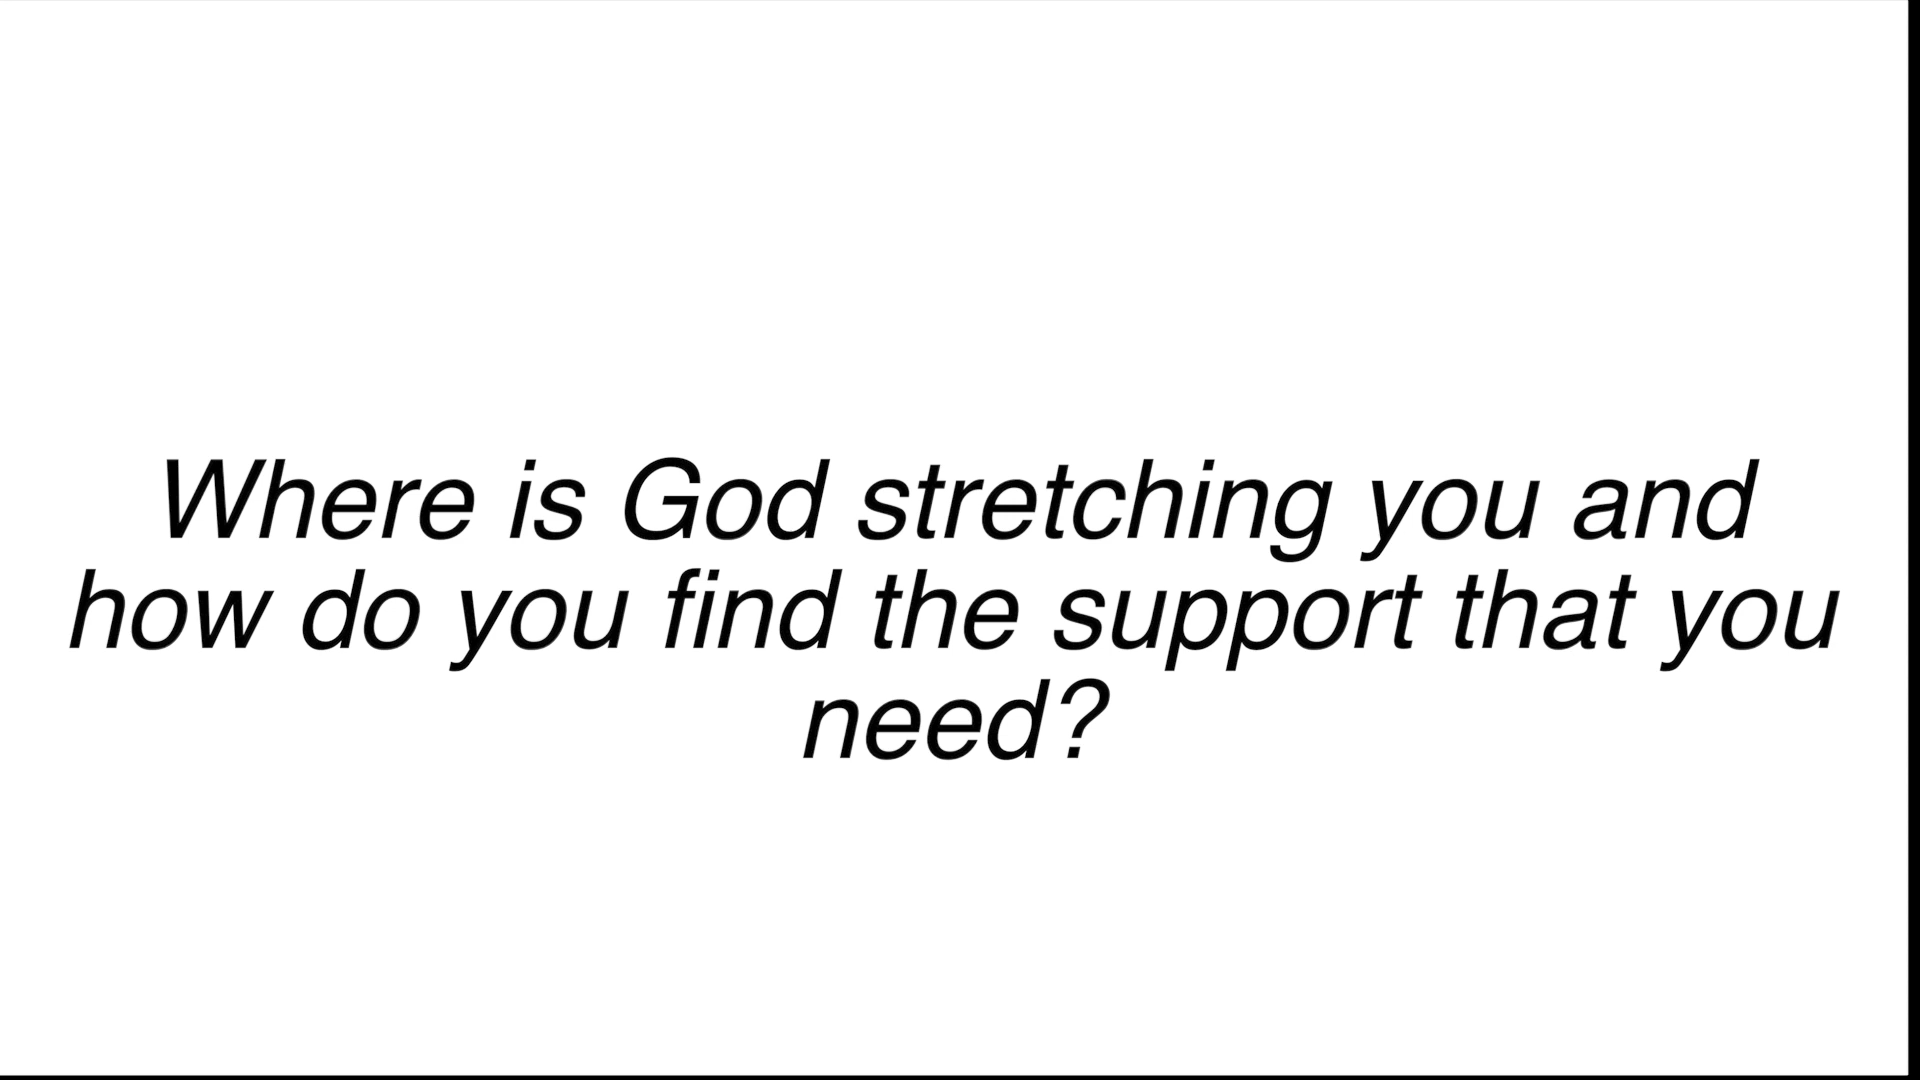 Where is God stretching you and
how do you find the support that you
need?